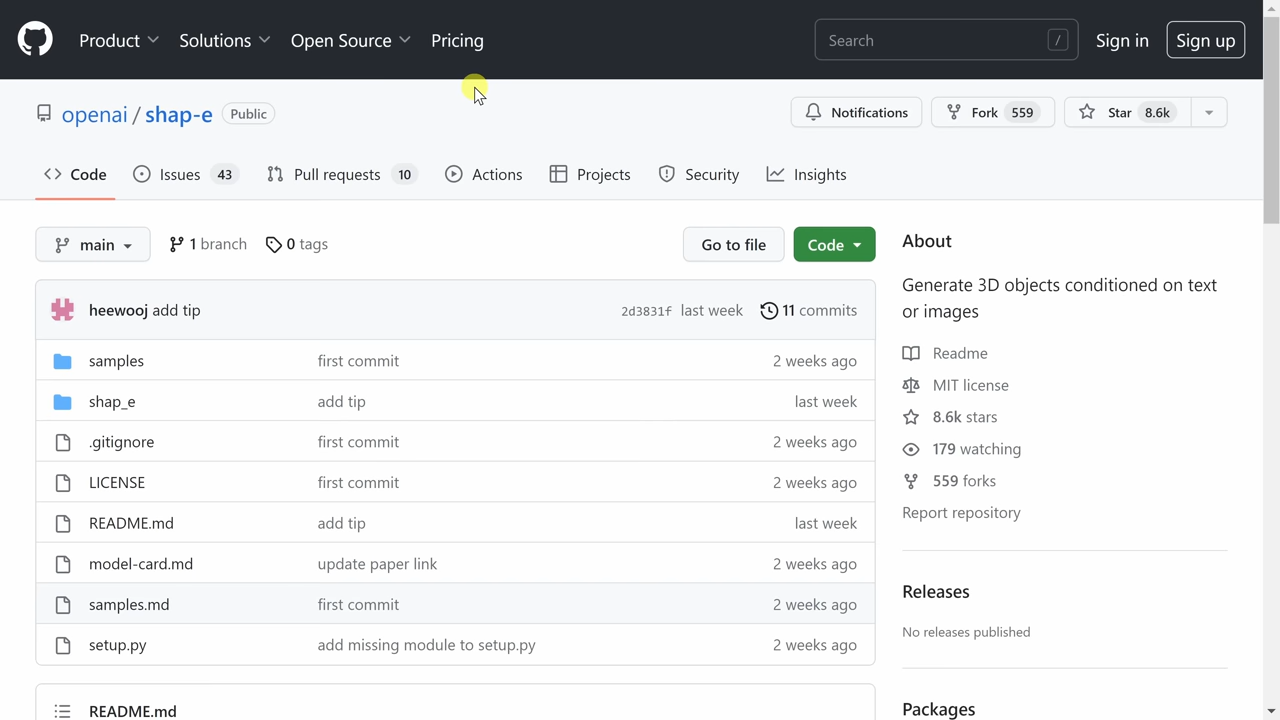 Product Solutions Open Source Pricing Search / Sign in Sign up
openai / shap-e Public Notifications Fork 559 Star 8.6k
Code Issues 43 Pull requests 10 Actions Projects Security Insights
main 1 branch 0 tags Go to file Code
heewooj add tip 2d3831f last week 11 commits
samples first commit 2 weeks ago
shap_e add tip last week
.gitignore first commit 2 weeks ago
LICENSE first commit 2 weeks ago
README.md add tip last week
model-card.md update paper link 2 weeks ago
samples.md first commit 2 weeks ago
setup.py add missing module to setup.py 2 weeks ago
README.md
About
Generate 3D objects conditioned on text
or images
Readme
MIT license
8.6k stars
179 watching
559 forks
Report repository
Releases
No releases published
Packages